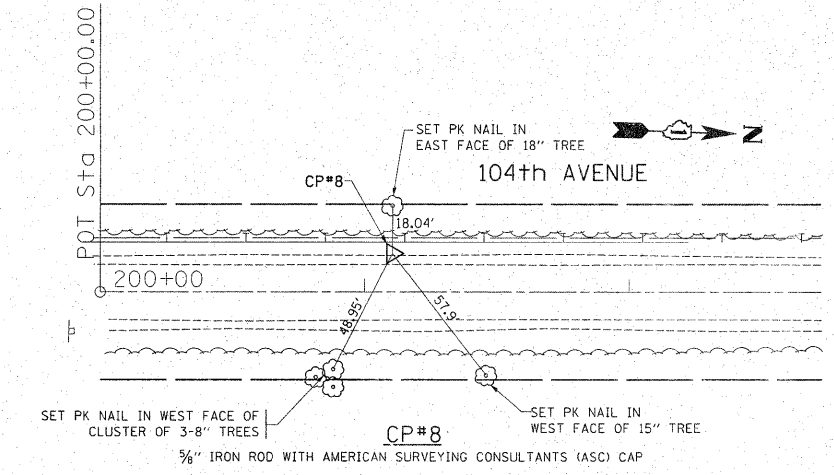 POT Sta 200+00.00
SET PK NAIL IN
EAST FACE OF 18" TREE
N
104th AVENUE
CP#8
18.04'
200+00
48.95'
57.9'
SET PK NAIL IN WEST FACE OF
CLUSTER OF 3-8" TREES
SET PK NAIL IN
WEST FACE OF 15" TREE
CP#8
5/8" IRON ROD WITH AMERICAN SURVEYING CONSULTANTS (ASC) CAP